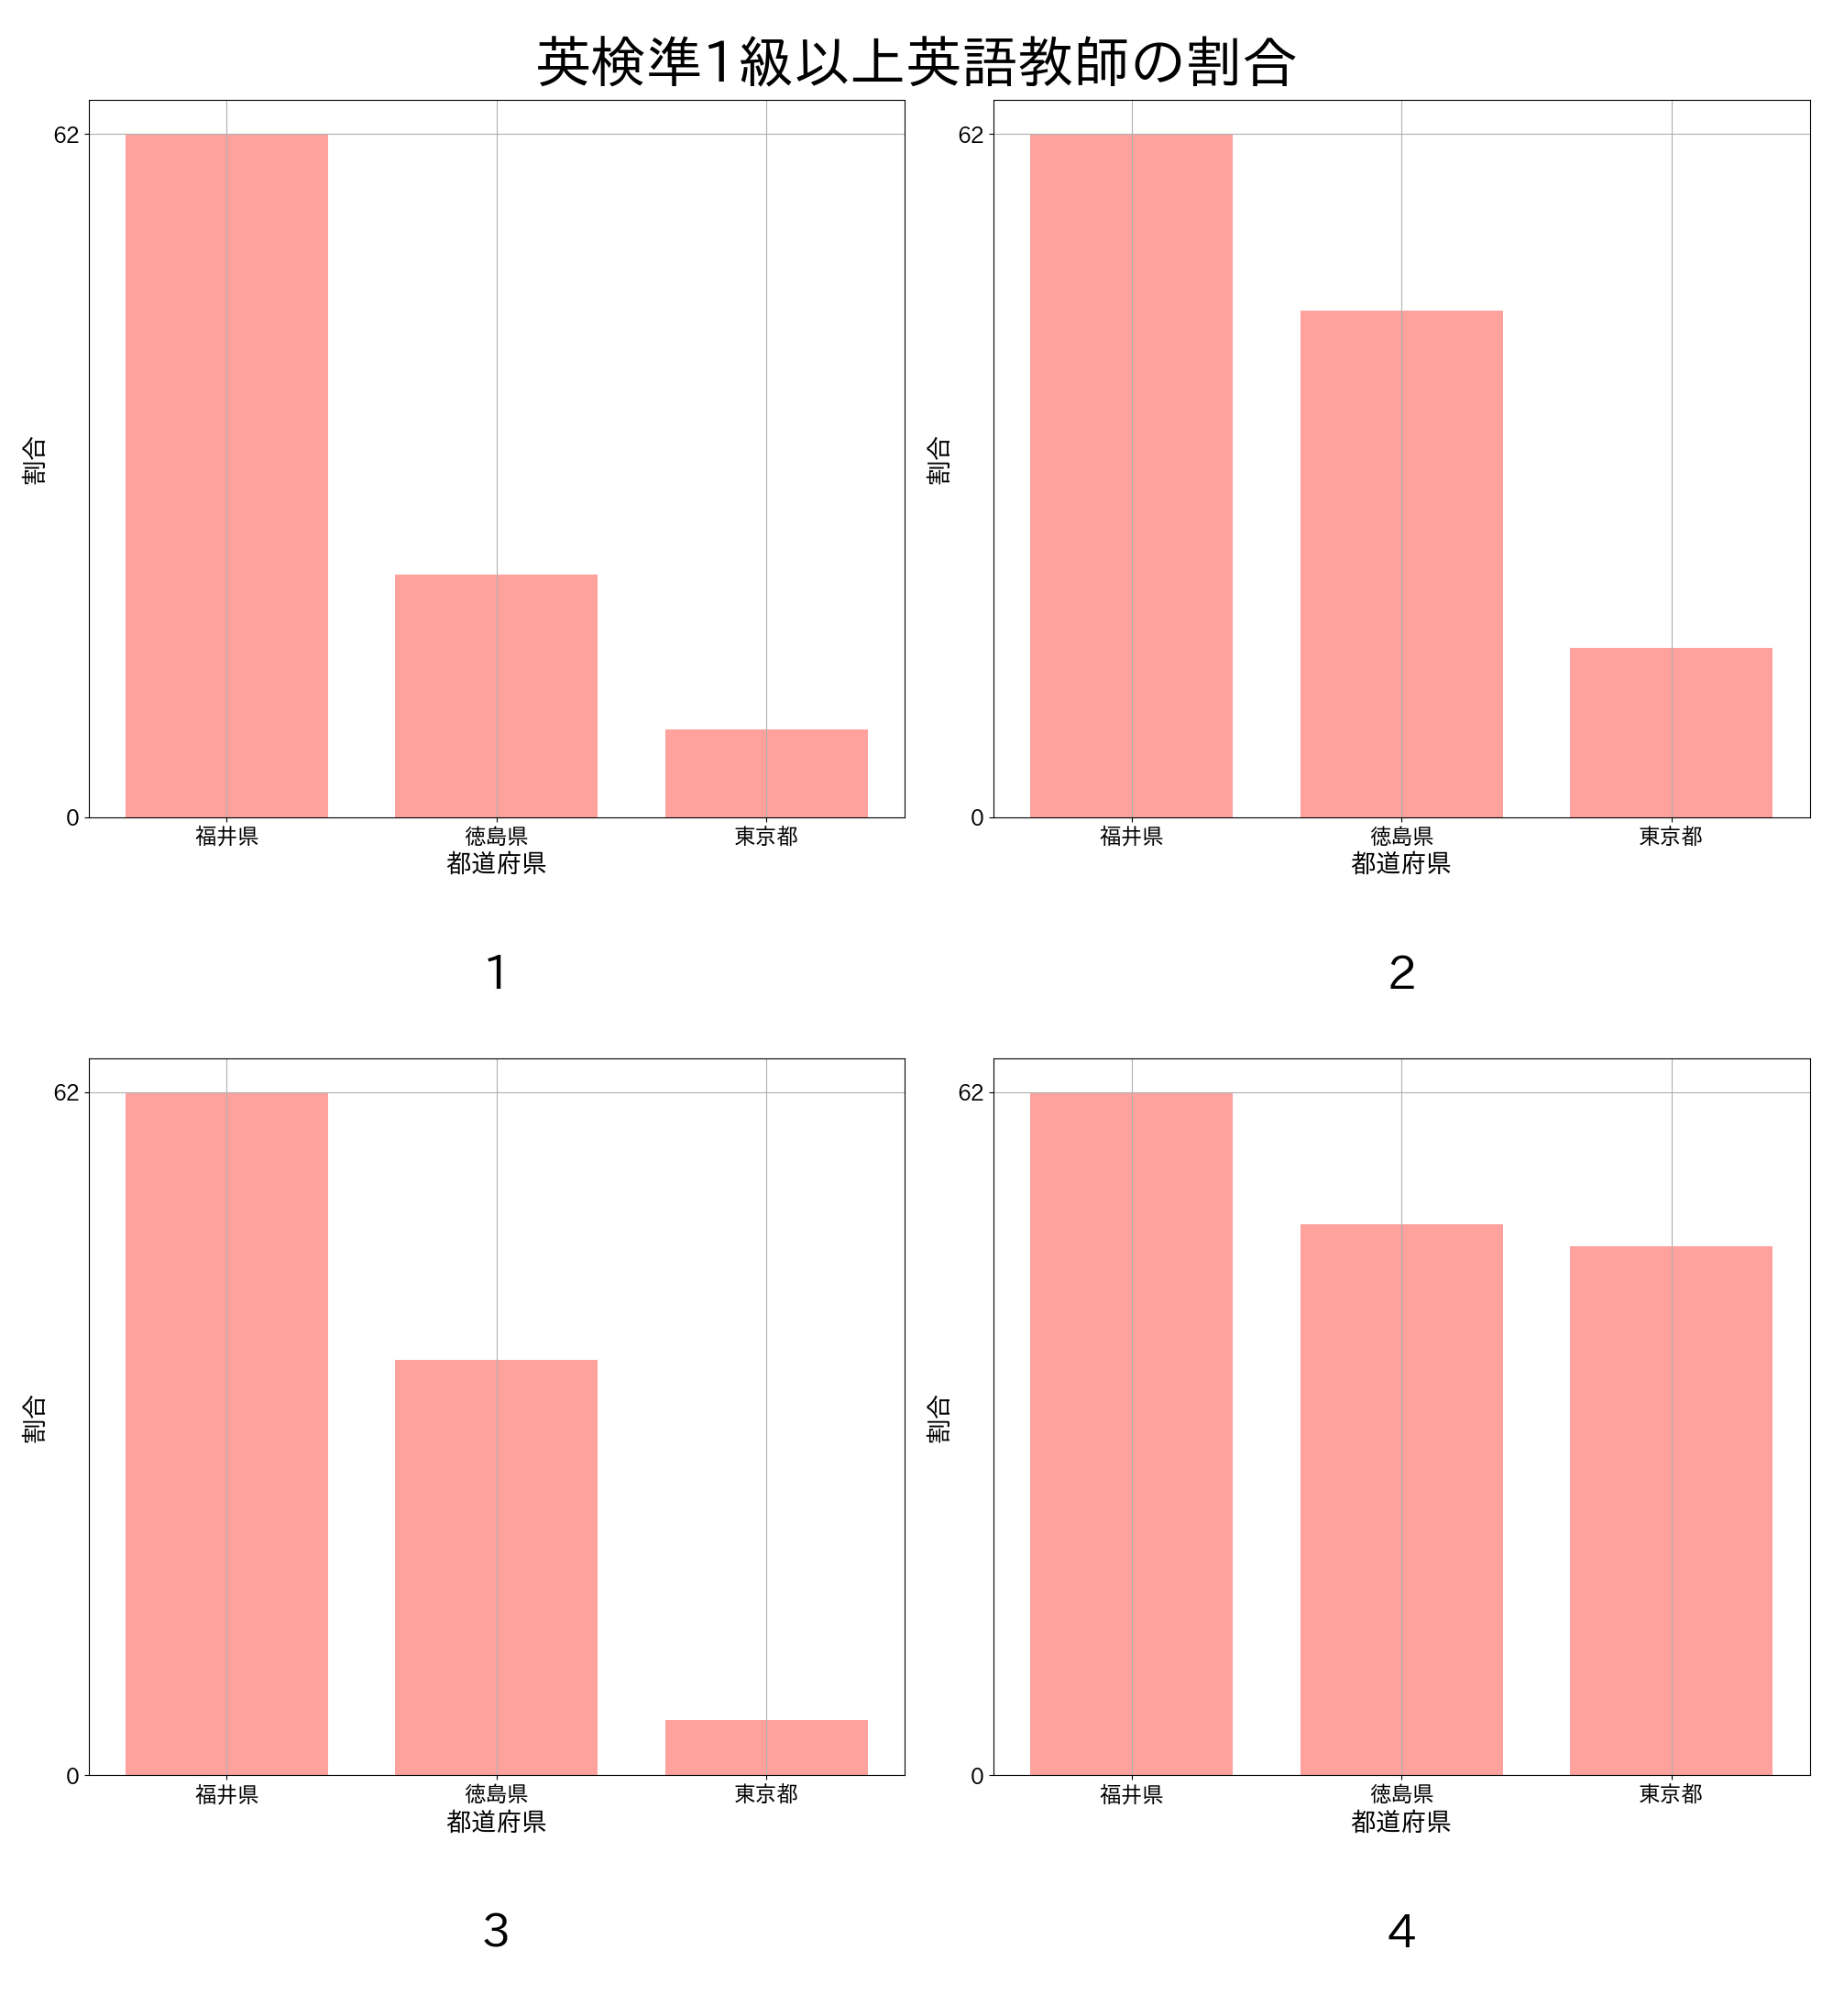 英検準1級以上英語教師の割合
62
0
割合
福井県 徳島県 東京都
都道府県
1
62
0
割合
福井県 徳島県 東京都
都道府県
2
62
0
割合
福井県 徳島県 東京都
都道府県
3
62
0
割合
福井県 徳島県 東京都
都道府県
4